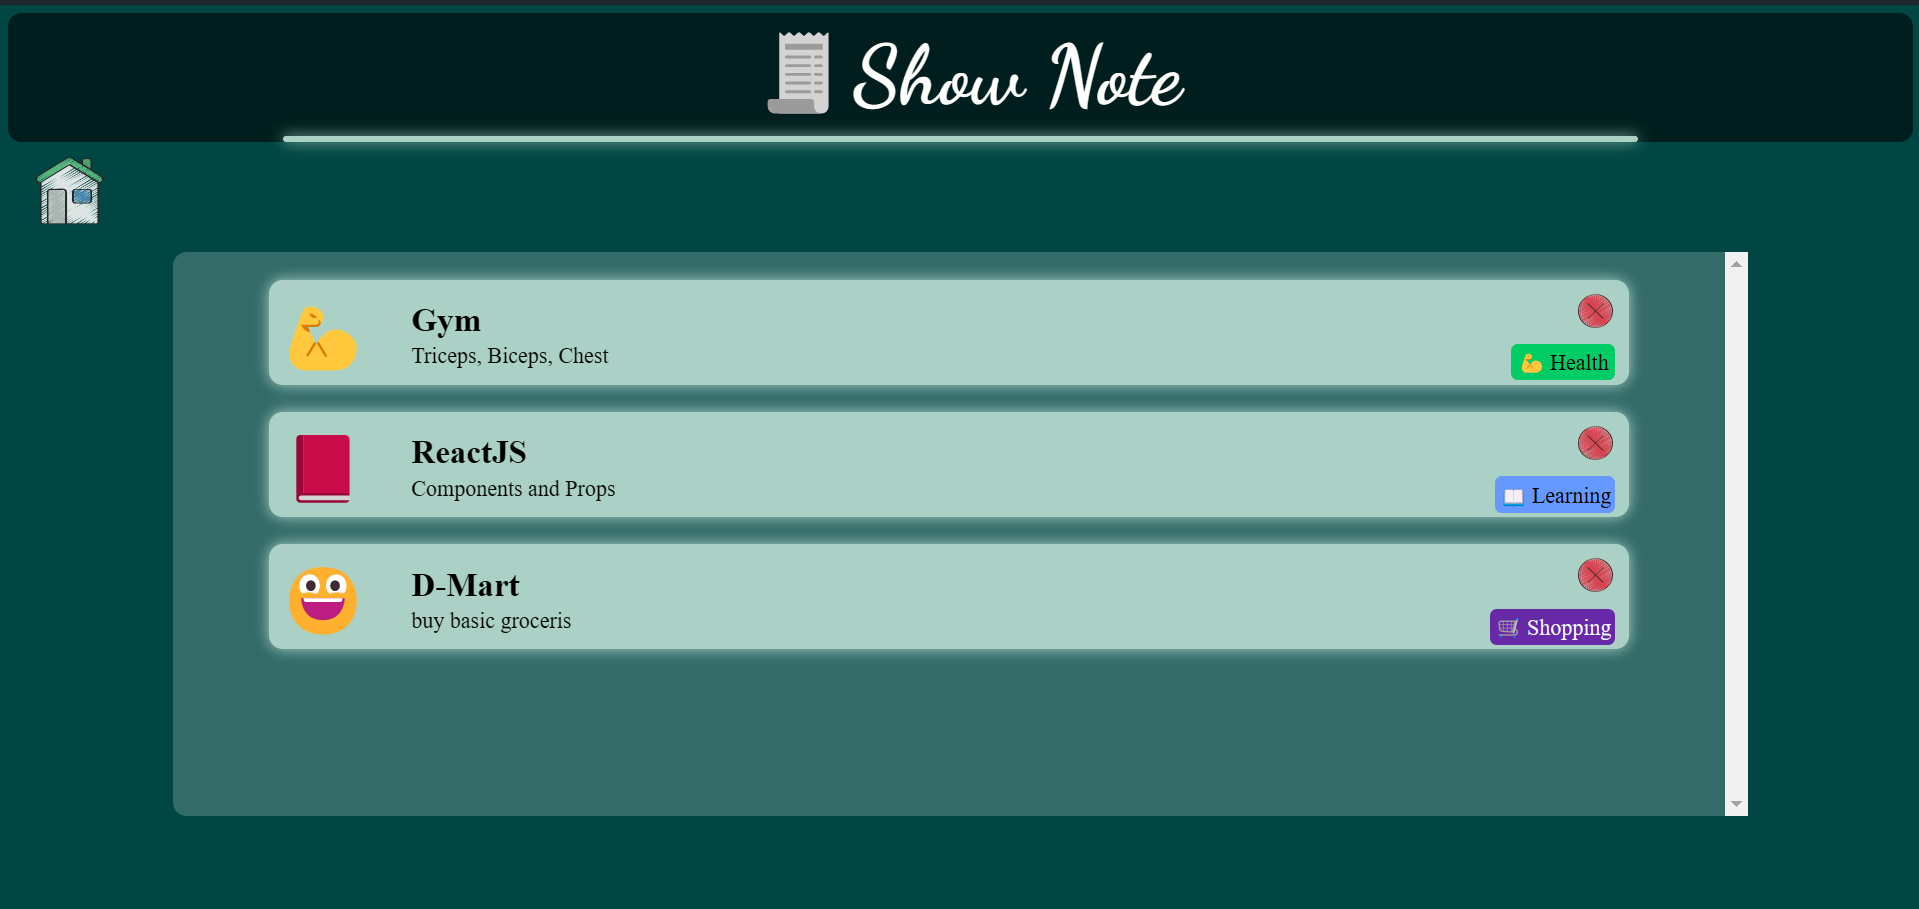 Show Note
Gym
Triceps, Biceps, Chest
Health
ReactJS
Components and Props
Learning
D-Mart
buy basic groceris
Shopping